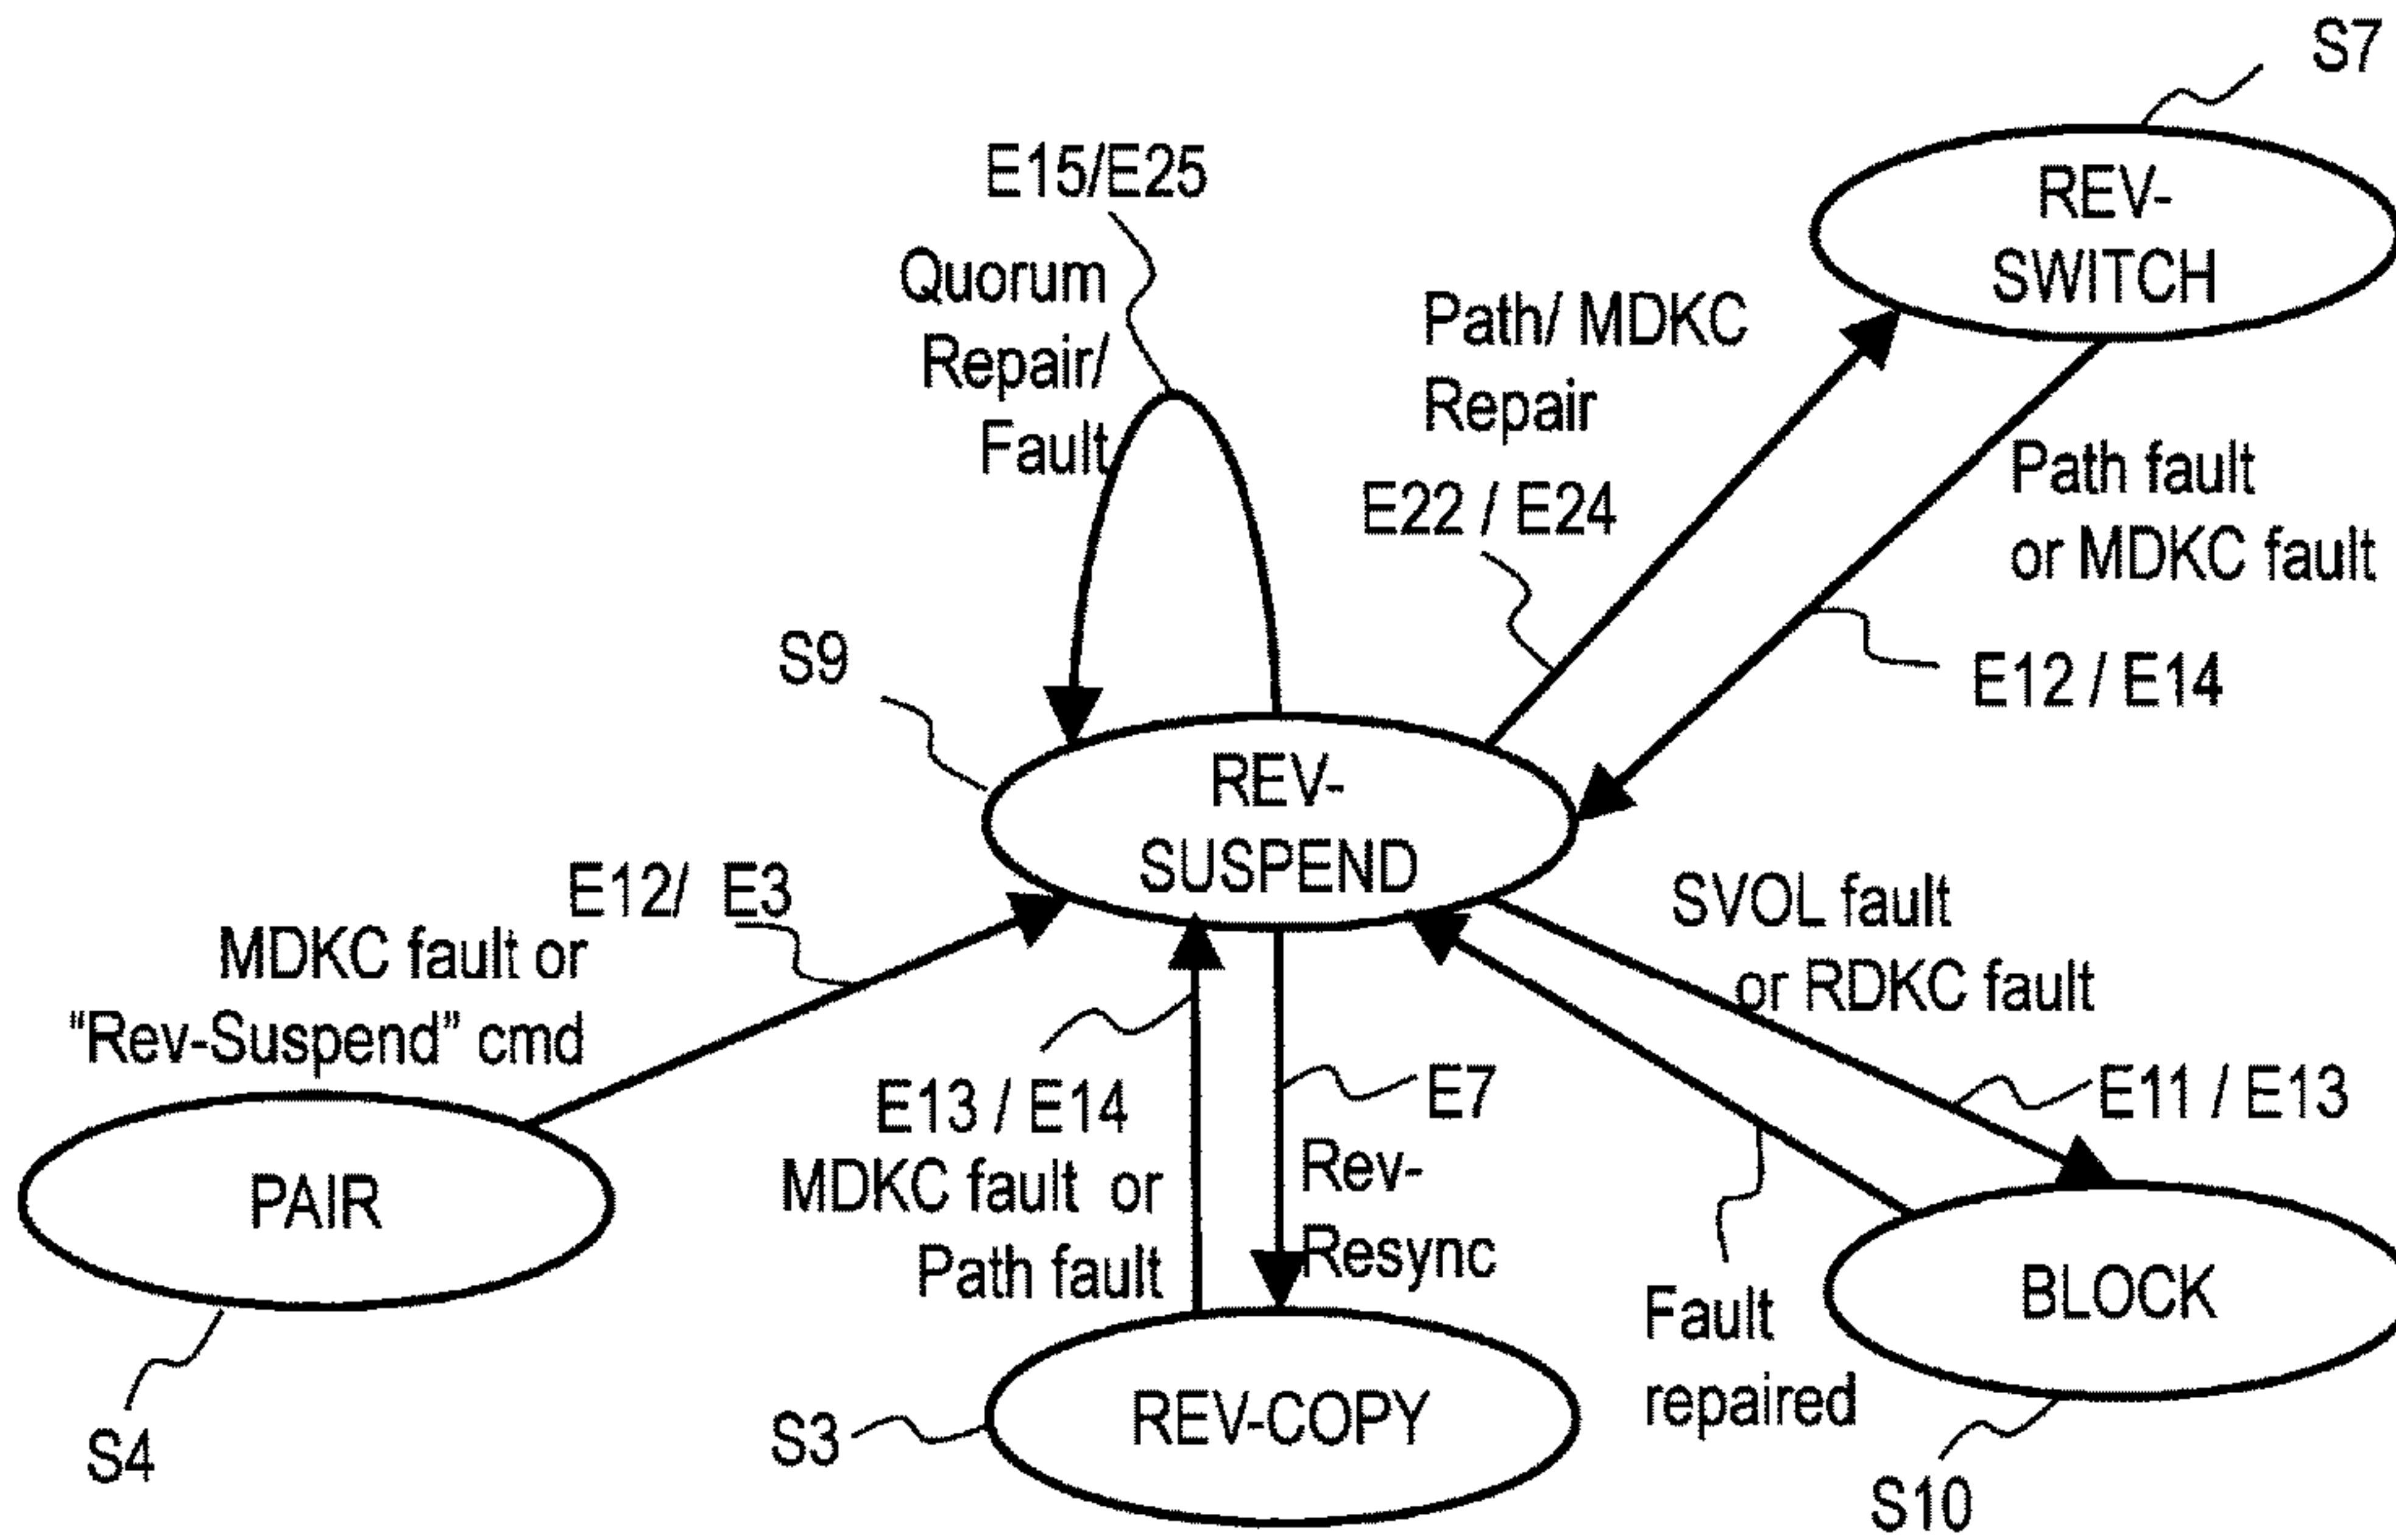 S7
REV-
SWITCH
E15/E25
Quorum
Repair/
Fault
Path/ MDKC
Repair
E22 / E24
Path fault
or MDKC fault
E12 / E14
S9
REV-
SUSPEND
E12/ E3
MDKC fault or
“Rev-Suspend” cmd
SVOL fault
or RDKC fault
E11 / E13
E13 / E14
MDKC fault or
Path fault
E7
Rev-
Resync
PAIR
S4
Fault
repaired
BLOCK
S10
REV-COPY
S3